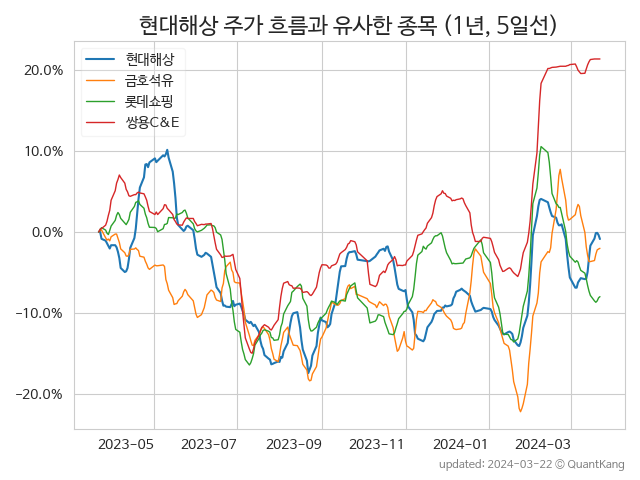 현대해상 주가 흐름과 유사한 종목 (1년, 5일선)
현대해상
금호석유
롯데쇼핑
쌍용C&E
20.0%
10.0%
0.0%
−10.0%
−20.0%
2023-05 2023-07 2023-09 2023-11 2024-01 2024-03
updated: 2024-03-22 © QuantKang